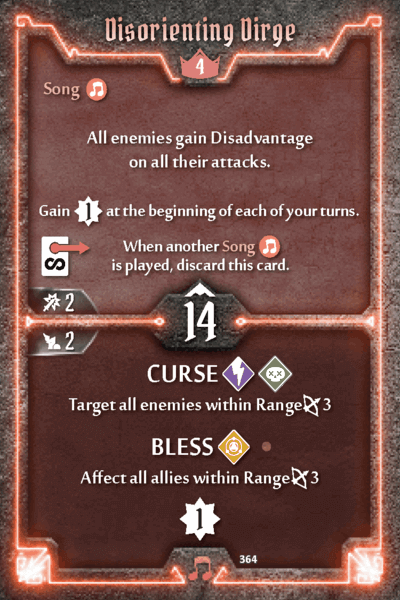 Disorienting Dirge
4
Song
All enemies gain Disadvantage
on all their attacks.
Gain 1 at the beginning of each of your turns.
S
When another Song
is played, discard this card.
2
14
2
CURSE
Target all enemies within Range 3
BLESS
Affect all allies within Range 3
1
364